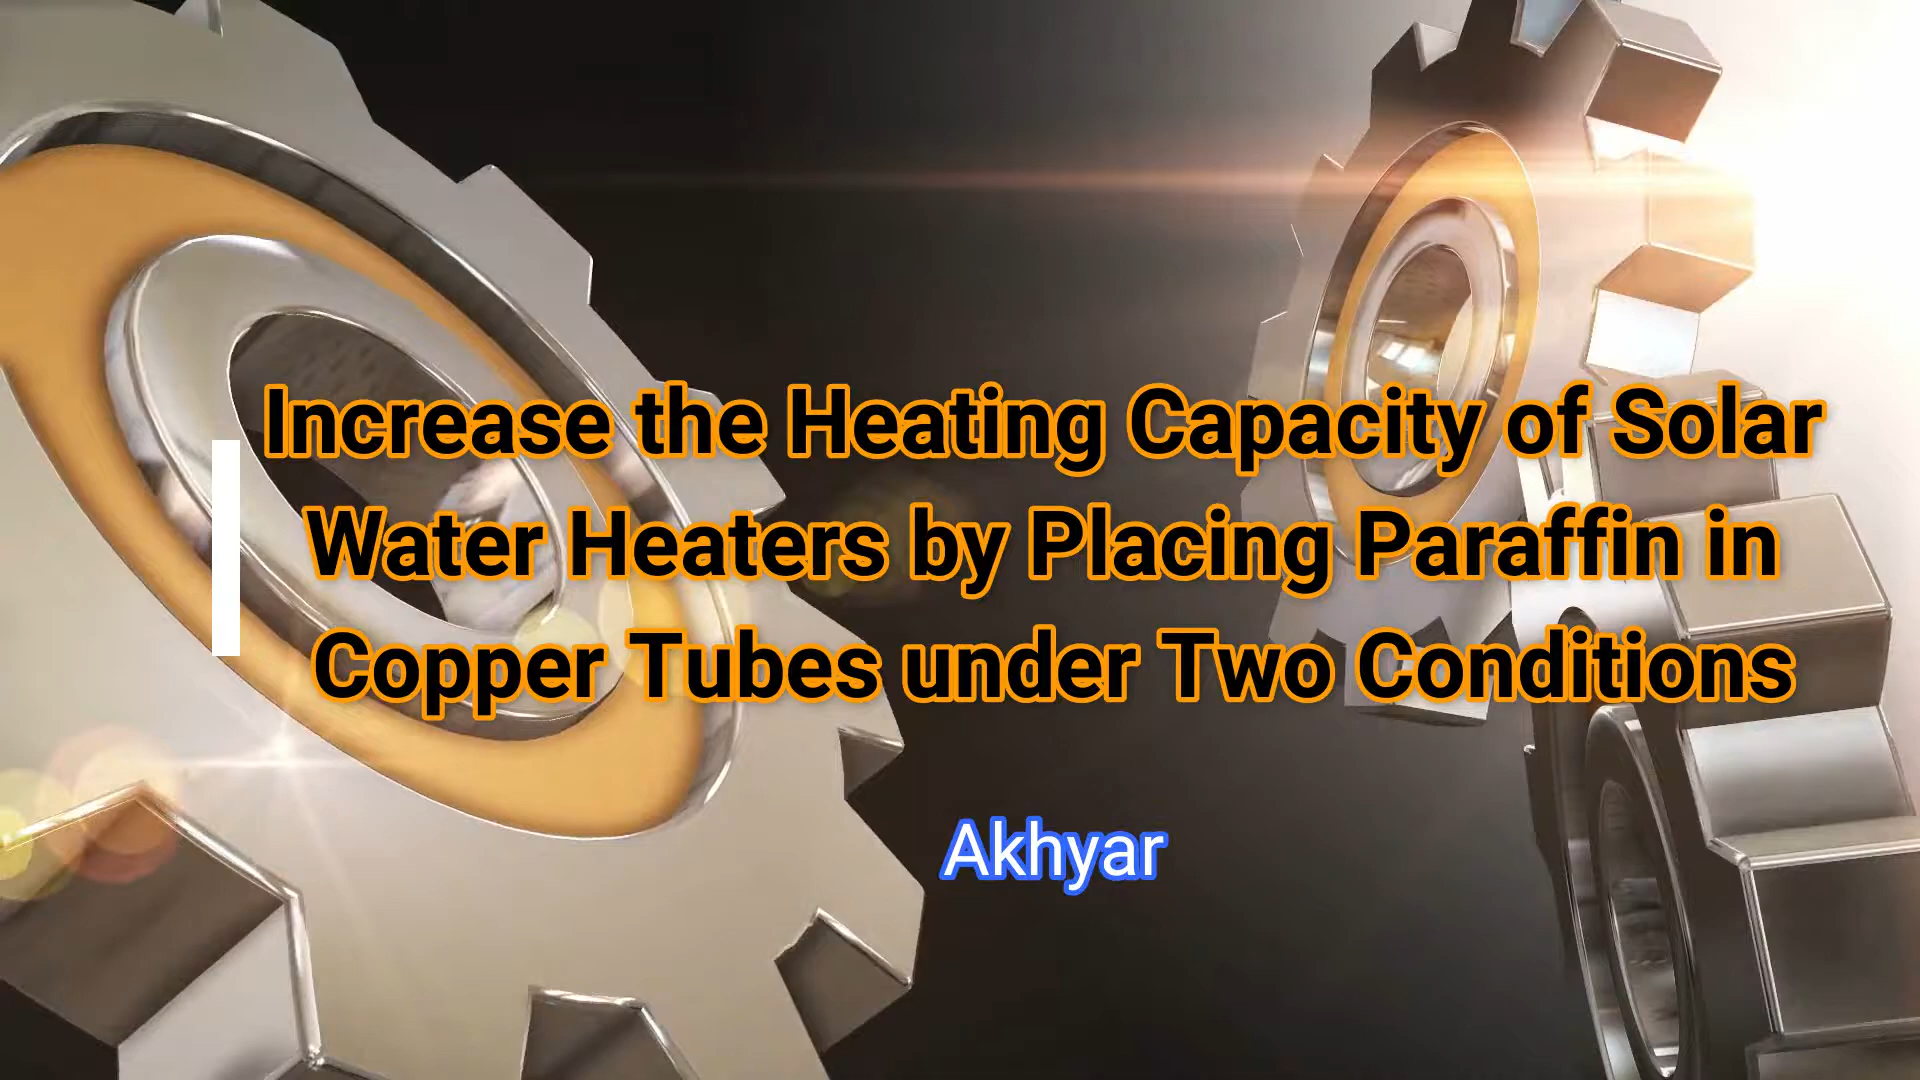 Increase the Heating Capacity of Solar
Water Heaters by Placing Paraffin in
Copper Tubes under Two Conditions
Akhyar